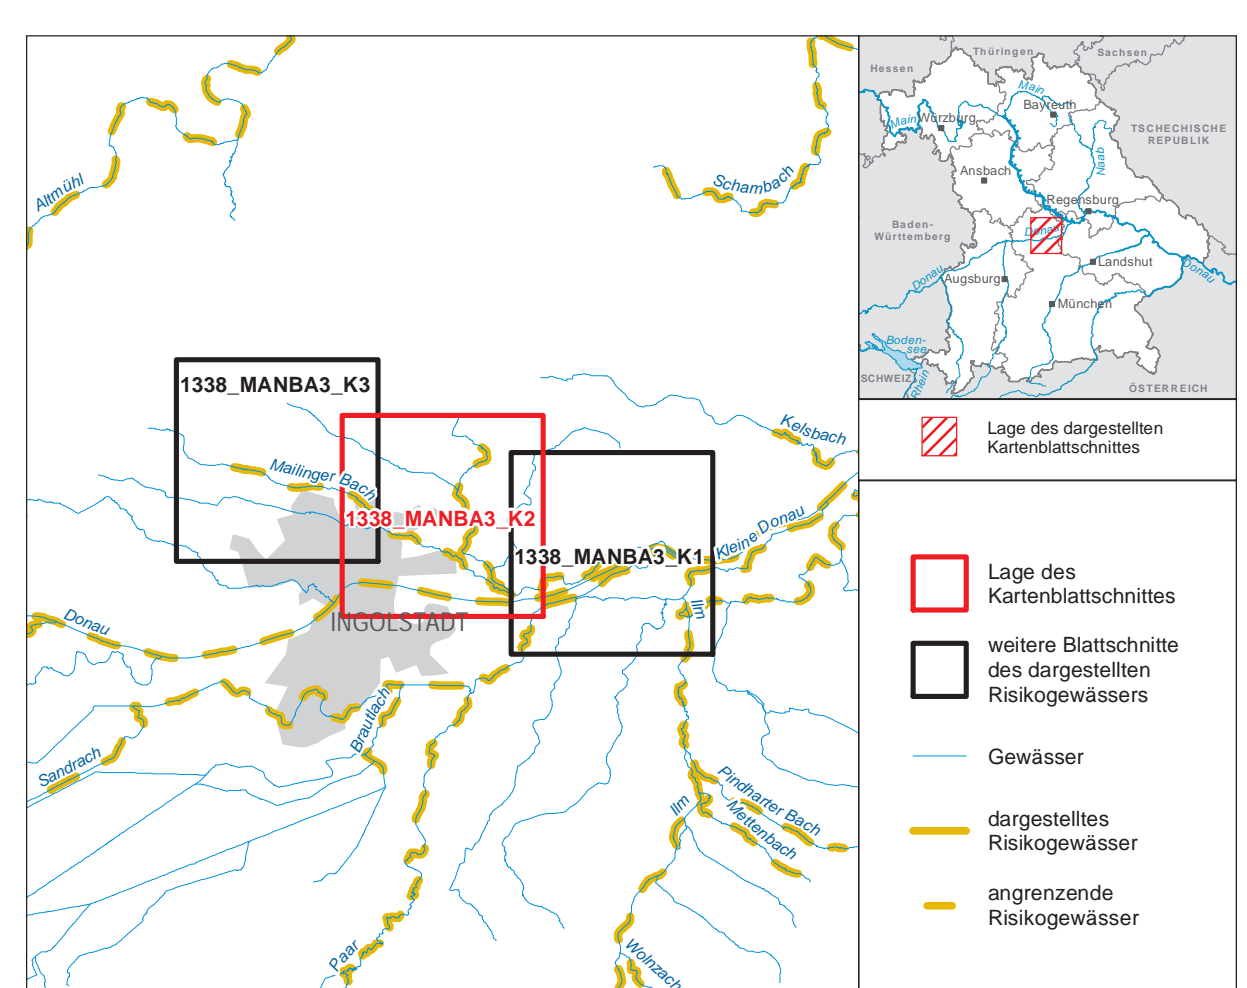 Altmühl
Schambach
1338_MANBA3_K3
Mailinger Bach
1338_MANBA3_K2
1338_MANBA3_K1
Kelsbach
Kleine Donau
Ilm
INGOLSTADT
Donau
Brautlach
Sandrach
Pindharter Bach
Mettenbach
Ilm
Paar
Wolnzach
Thüringen
Sachsen
Hessen
Main
Bayreuth
Main
Würzburg
TSCHECHISCHE
REPUBLIK
Naab
Ansbach
Regensburg
Baden-
Württemberg
Donau
Landshut
Donau
Donau
Augsburg
München
Boden-
see
SCHWEIZ
Rhein
ÖSTERREICH
Lage des dargestellten
Kartenblattschnittes
Lage des
Kartenblattschnittes
weitere Blattschnitte
des dargestellten
Risikogewässers
Gewässer
dargestelltes
Risikogewässer
angrenzende
Risikogewässer